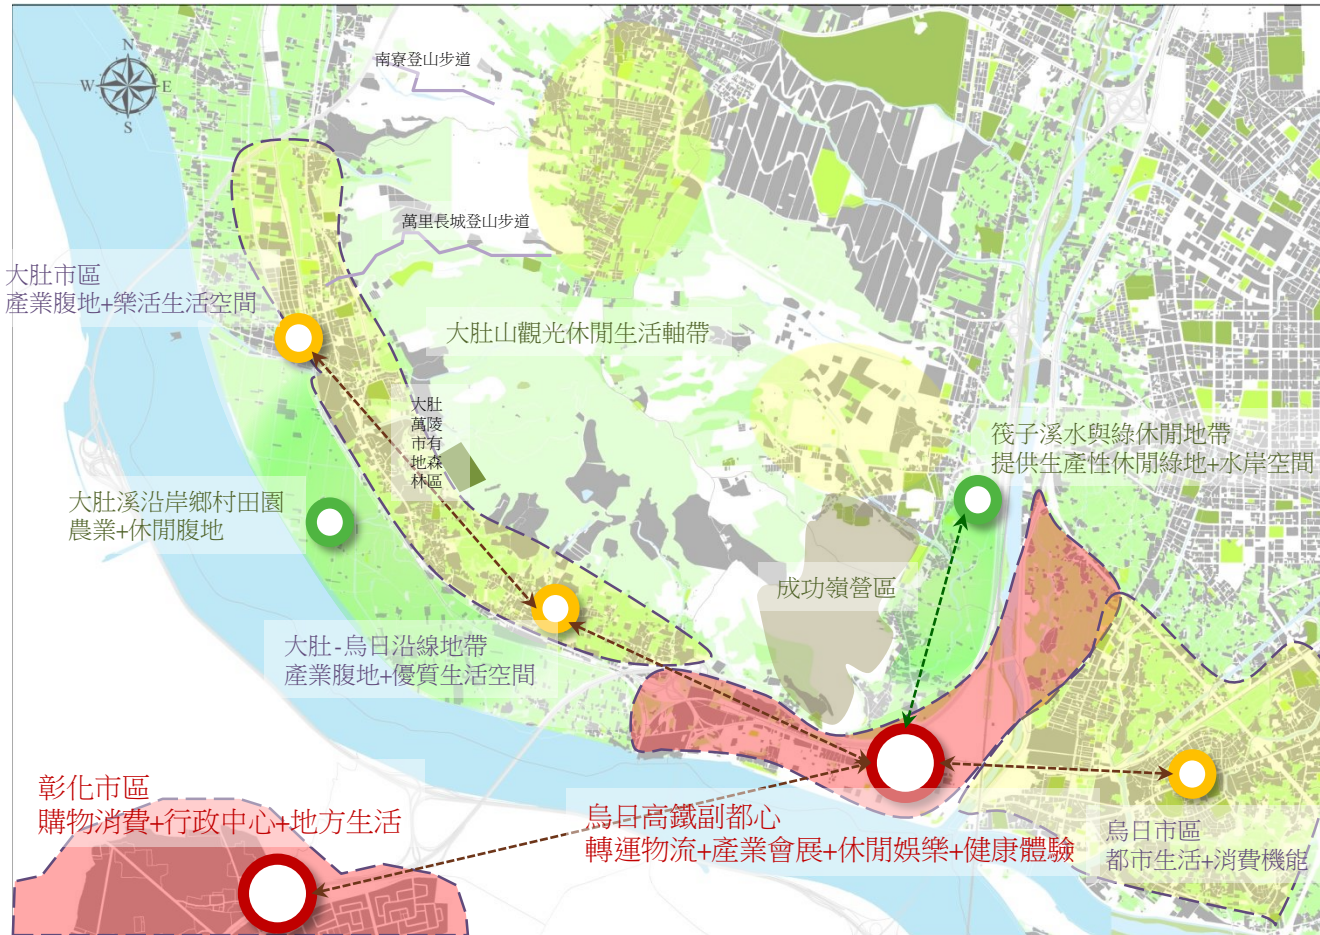 N
W
E
S
南寮登山步道
萬里長城登山步道
大肚市區
產業腹地+樂活生活空間
大肚山觀光休閒生活軸帶
大肚
萬陵
市有
地森
林區
筏子溪水與綠休閒地帶
提供生產性休閒綠地+水岸空間
大肚溪沿岸鄉村田園
農業+休閒腹地
成功嶺營區
大肚-烏日沿線地帶
產業腹地+優質生活空間
彰化市區
購物消費+行政中心+地方生活
烏日高鐵副都心
轉運物流+產業會展+休閒娛樂+健康體驗
烏日市區
都市生活+消費機能